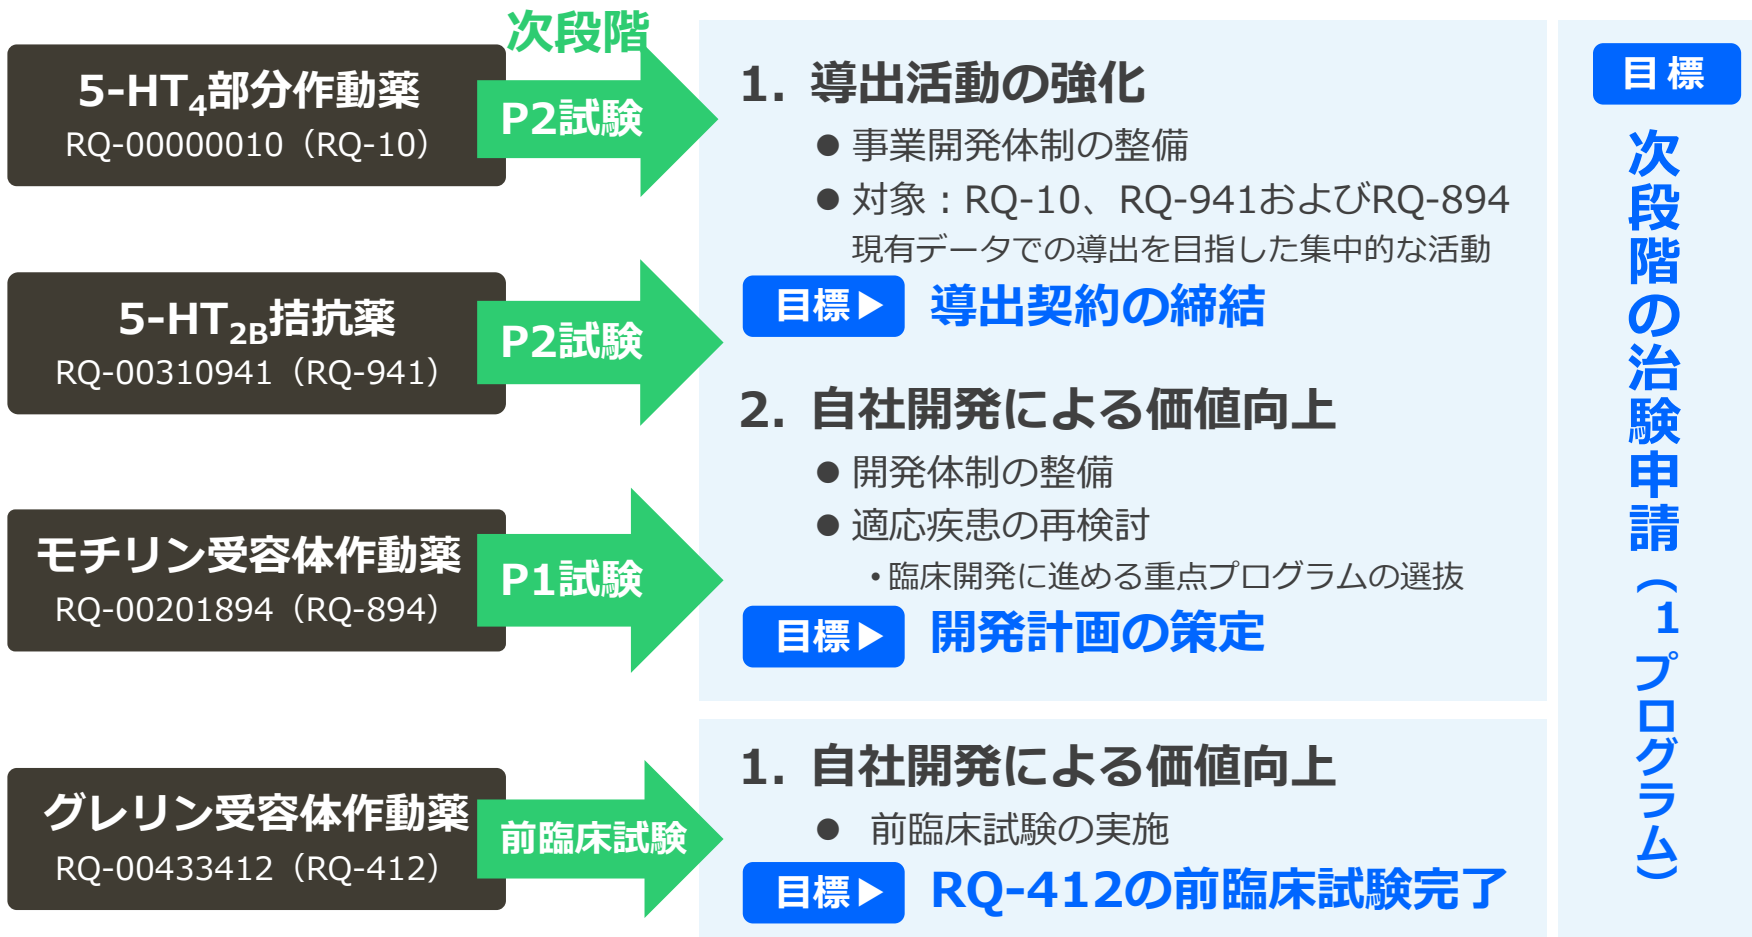 次段階
5-HT4部分作動薬
RQ-00000010（RQ-10）
P2試験
5-HT2B拮抗薬
RQ-00310941（RQ-941）
P2試験
モチリン受容体作動薬
RQ-00201894（RQ-894）
P1試験
グレリン受容体作動薬
RQ-00433412（RQ-412）
前臨床試験
1. 導出活動の強化
● 事業開発体制の整備
● 対象：RQ-10、RQ-941およびRQ-894
現有データでの導出を目指した集中的な活動
目標▶ 導出契約の締結
2. 自社開発による価値向上
● 開発体制の整備
● 適応疾患の再検討
・臨床開発に進める重点プログラムの選抜
目標▶ 開発計画の策定
1. 自社開発による価値向上
● 前臨床試験の実施
目標▶ RQ-412の前臨床試験完了
目標
次段階の治験申請（1プログラム）